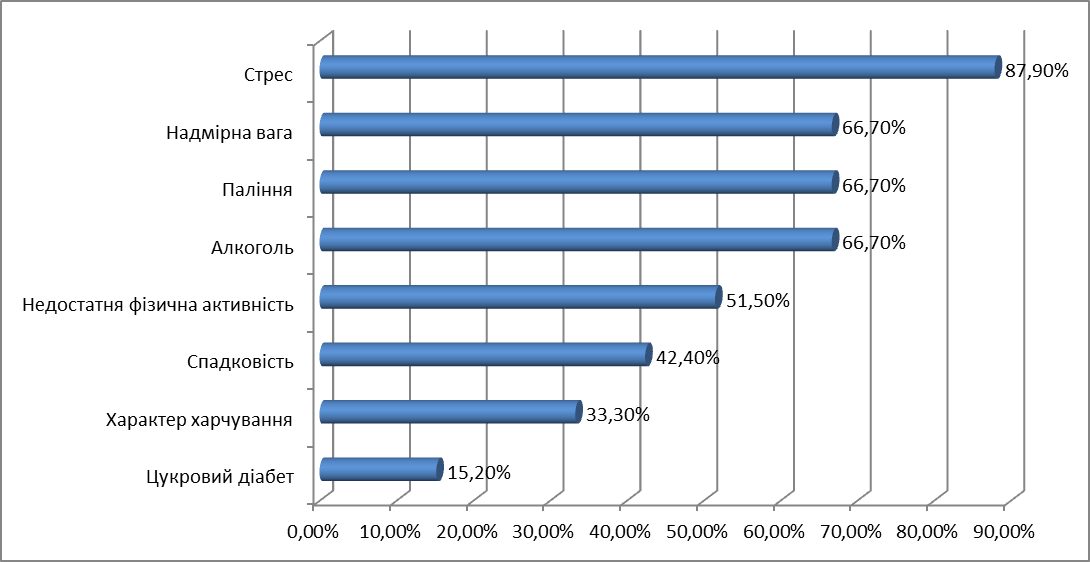 Стрес
87,90%
Надмірна вага
66,70%
Паління
66,70%
Алкоголь
66,70%
Недостатня фізична активність
51,50%
Спадковість
42,40%
Характер харчування
33,30%
Цукровий діабет
15,20%
0,00% 10,00% 20,00% 30,00% 40,00% 50,00% 60,00% 70,00% 80,00% 90,00%